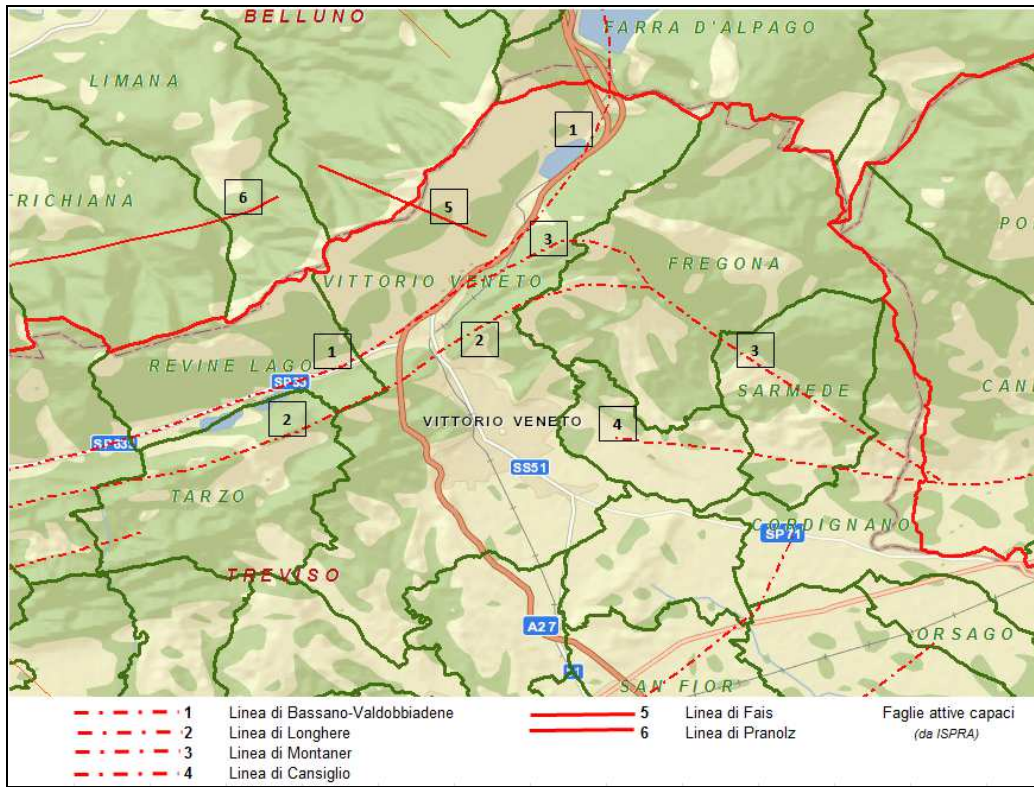 BELLUNO
FARRA D'ALPAGO
LIMANA
1
TRICHIANA
6
5
PO
3
FREGONA
VITTORIO VENETO
2
1
3
REVINE LAGO
SP35
SARMEDE
CAN
2
VITTORIO VENETO
4
SP635
SS51
TARZO
CORDIGNANO
SP71
TREVISO
A27
ORSAGO
SAN FIOR
1 Linea di Bassano-Valdobbiadene
2 Linea di Longhere
3 Linea di Montaner
4 Linea di Cansiglio
5 Linea di Fais
6 Linea di Pranolz
Faglie attive capaci
(da ISPRA)